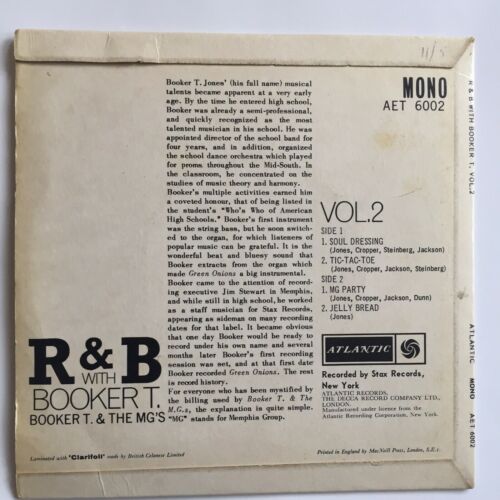 11/5
MONO
AET 6002
Booker T. Jones' (his full name) musical
talents became apparent at a very early
age. By the time he entered high school,
Booker was already a semi-professional,
and quickly recognized as the most
talented musician in his school. He was
appointed director of the school band for
four years, and in addition, organized
the school dance orchestra which played
for proms throughout the Mid-South. In
the classroom, he concentrated on the
studies of music theory and harmony.
Booker's multiple activities earned him
a coveted honour, that of being listed in
the student's "Who's Who of American
High Schools." Booker's first instrument
was the string bass, but he soon switch-
ed to the organ, for which listeners of
popular music can be grateful. It is the
wonderful beat and bluesy sound that
Booker extracts from the organ which
made Green Onions a big instrumental.
Booker came to the attention of record-
ing executive Jim Stewart in Memphis,
and while still in high school, he worked
as a staff musician for Stax Records,
appearing as sideman on many recording
dates for that label. It became obvious
that one day Booker would be ready to
record under his own name and several
months later Booker's first recording
session was set, and at that first date
Booker recorded Green Onions. The rest
is record history.
For everyone who has been mystified by
the billing used by Booker T. & The
M.G.s, the explanation is quite simple.
"MG" stands for Memphis Group.
VOL.2
SIDE 1
1. SOUL DRESSING
(Jones, Cropper, Steinberg, Jackson)
2. TIC-TAC-TOE
(Jones, Cropper, Jackson, Steinberg)
SIDE 2
1. MG PARTY
(Jones, Cropper, Jackson, Dunn)
2. JELLY BREAD
(Jones)
ATLANTIC
Recorded by Stax Records,
New York
ATLANTIC RECORDS,
THE DECCA RECORD COMPANY LTD.,
LONDON.
Manufactured under licence from the
Atlantic Recording Corporation, New York.
R & B
WITH
BOOKER T.
BOOKER T. & THE MG'S
Laminated with "Clarifoil" made by British Celanese Limited
Printed in England by MacNeill Press, London, S.E.1.
R & B WITH BOOKER T, VOL.2
ATLANTIC MONO AET 6002